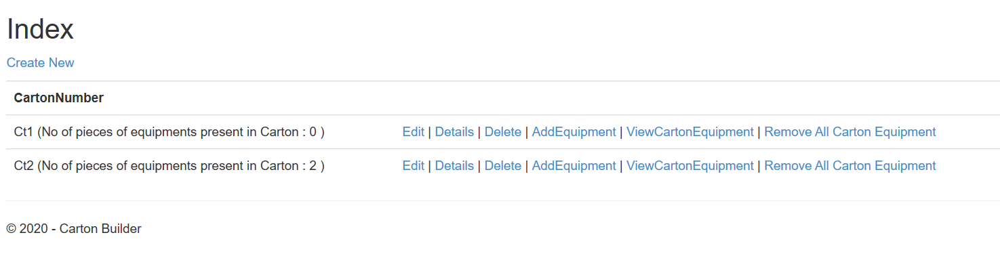 Index
Create New
CartonNumber
Ct1 (No of pieces of equipments present in Carton : 0 ) Edit | Details | Delete | AddEquipment | ViewCartonEquipment | Remove All Carton Equipment
Ct2 (No of pieces of equipments present in Carton : 2 ) Edit | Details | Delete | AddEquipment | ViewCartonEquipment | Remove All Carton Equipment
© 2020 - Carton Builder